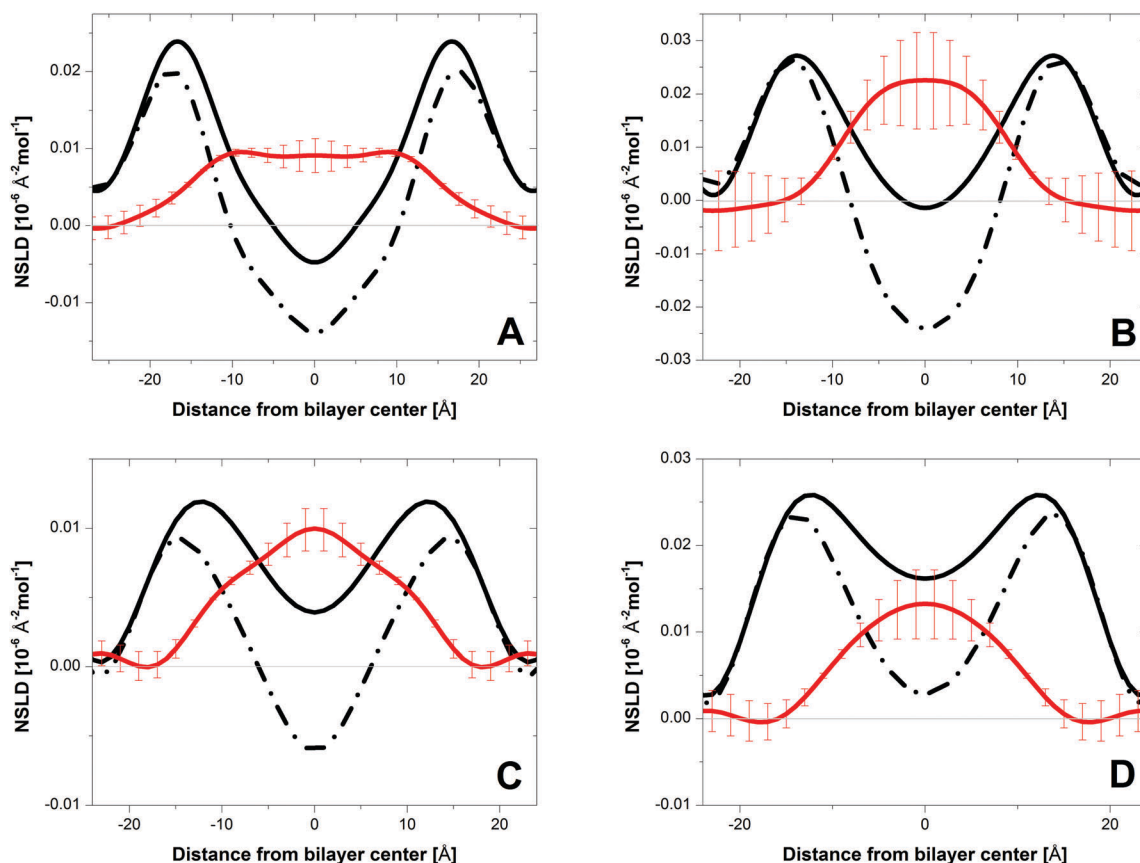 0.02
0.01
0.00
-0.01
NSLD [10⁻⁶ Å⁻²mol⁻¹]
-20 -10 0 10 20
Distance from bilayer center [Å]
A
0.03
0.02
0.01
0.00
-0.01
-0.02
-0.03
NSLD [10⁻⁶ Å⁻²mol⁻¹]
-20 -10 0 10 20
Distance from bilayer center [Å]
B
0.01
0.00
-0.01
NSLD [10⁻⁶ Å⁻²mol⁻¹]
-20 -10 0 10 20
Distance from bilayer center [Å]
C
0.03
0.02
0.01
0.00
-0.01
NSLD [10⁻⁶ Å⁻²mol⁻¹]
-20 -10 0 10 20
Distance from bilayer center [Å]
D